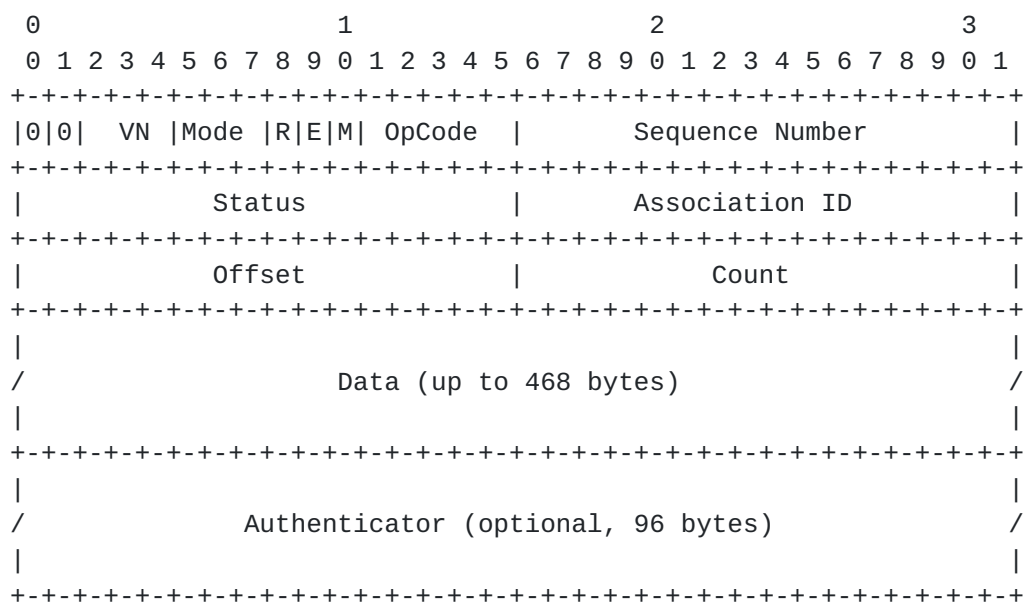 0                   1                   2                   3
 0 1 2 3 4 5 6 7 8 9 0 1 2 3 4 5 6 7 8 9 0 1 2 3 4 5 6 7 8 9 0 1
+-+-+-+-+-+-+-+-+-+-+-+-+-+-+-+-+-+-+-+-+-+-+-+-+-+-+-+-+-+-+-+-+
|0|0|  VN |Mode |R|E|M| OpCode  |       Sequence Number         |
+-+-+-+-+-+-+-+-+-+-+-+-+-+-+-+-+-+-+-+-+-+-+-+-+-+-+-+-+-+-+-+-+
|            Status             |       Association ID          |
+-+-+-+-+-+-+-+-+-+-+-+-+-+-+-+-+-+-+-+-+-+-+-+-+-+-+-+-+-+-+-+-+
|            Offset             |            Count              |
+-+-+-+-+-+-+-+-+-+-+-+-+-+-+-+-+-+-+-+-+-+-+-+-+-+-+-+-+-+-+-+-+
|                                                               |
/                    Data (up to 468 bytes)                     /
|                                                               |
+-+-+-+-+-+-+-+-+-+-+-+-+-+-+-+-+-+-+-+-+-+-+-+-+-+-+-+-+-+-+-+-+
|                                                               |
/              Authenticator (optional, 96 bytes)               /
|                                                               |
+-+-+-+-+-+-+-+-+-+-+-+-+-+-+-+-+-+-+-+-+-+-+-+-+-+-+-+-+-+-+-+-+